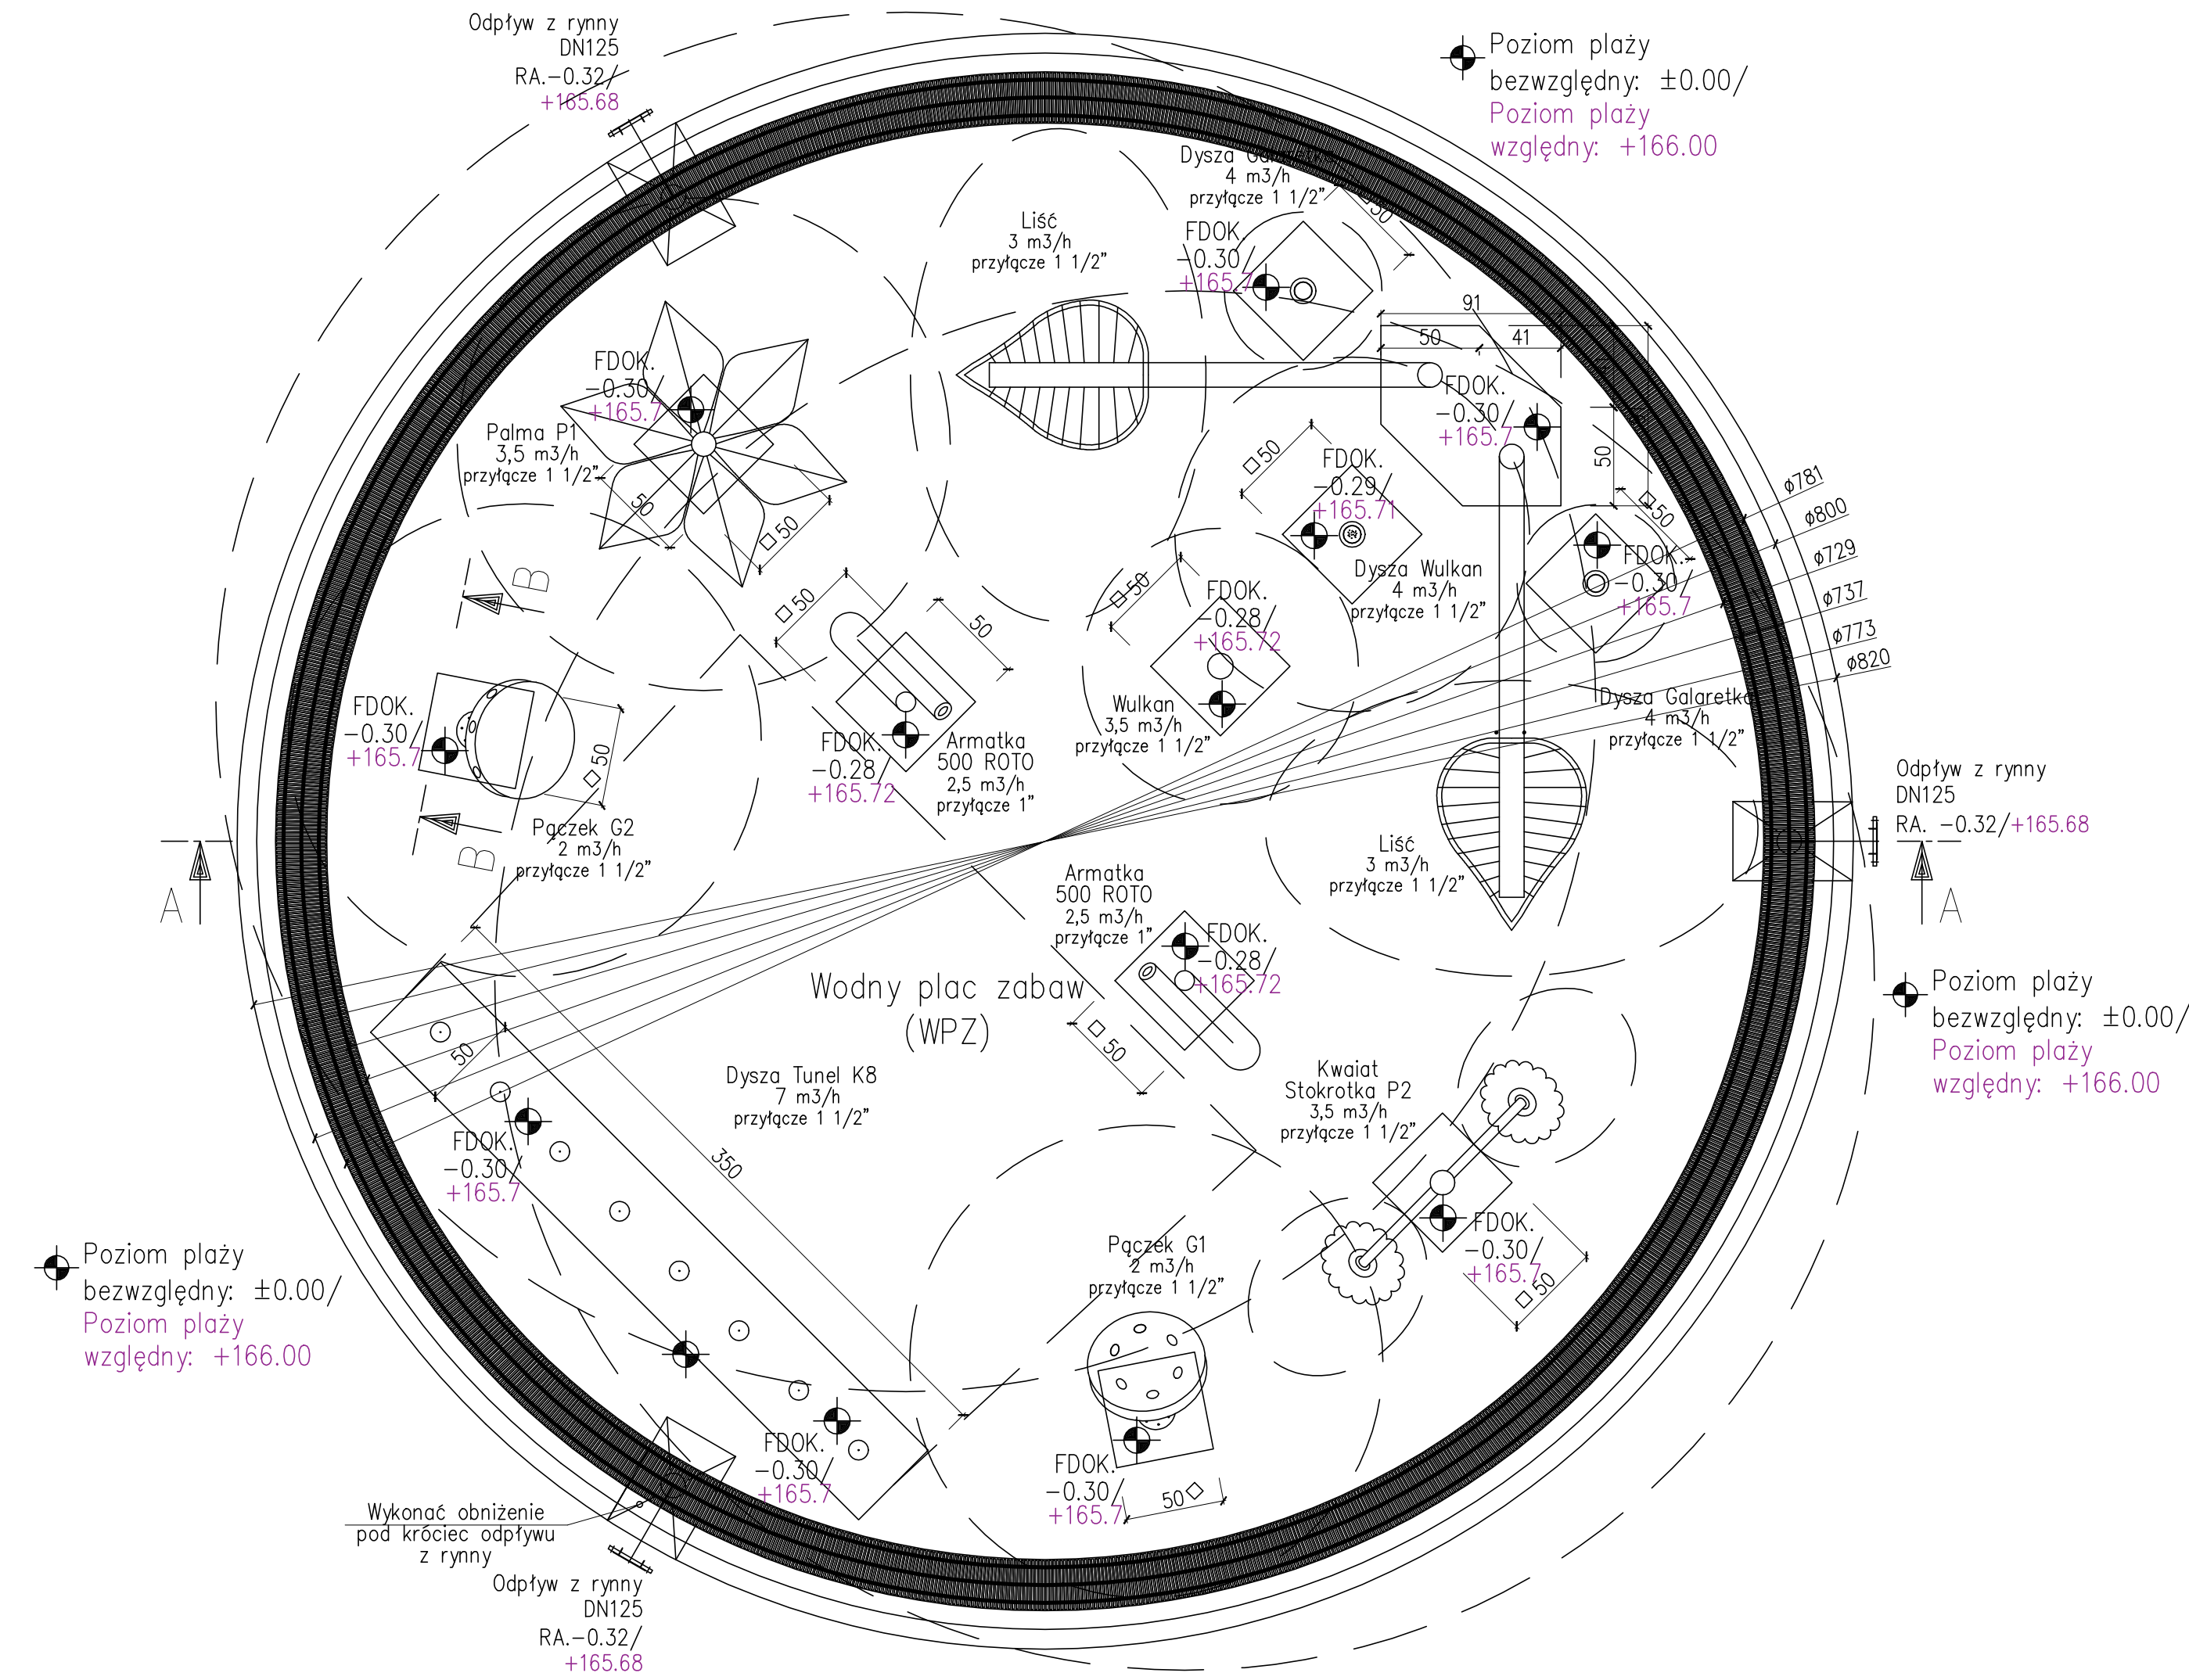 Odpływ z rynny
DN125
RA.−0.32/
+165.68
Poziom plaży
bezwzględny: ±0.00/
Poziom plaży
względny: +166.00
Dysza Galaretka
4 m3/h
przyłącze 1 1/2”
50
Liść
3 m3/h
przyłącze 1 1/2”
FDOK.
−0.30/
+165.7
91
50
41
FDOK.
−0.30/
+165.7
50
FDOK.
−0.30/
+165.7
Palma P1
3,5 m3/h
przyłącze 1 1/2”
50
□50
□50
FDOK.
−0.29/
+165.71
Dysza Wulkan
4 m3/h
przyłącze 1 1/2”
□50
FDOK.
−0.30/
+165.7
ø781
ø800
ø729
ø737
ø773
ø820
B
B
□50
50
□50
FDOK.
−0.28/
+165.72
Wulkan
3,5 m3/h
przyłącze 1 1/2”
Dysza Galaretka
4 m3/h
przyłącze 1 1/2”
FDOK.
−0.30/
+165.7
□50
Pączek G2
2 m3/h
przyłącze 1 1/2”
FDOK.
−0.28/
+165.72
Armatka
500 ROTO
2,5 m3/h
przyłącze 1”
Odpływ z rynny
DN125
RA. −0.32/+165.68
A
A
Liść
3 m3/h
przyłącze 1 1/2”
Armatka
500 ROTO
2,5 m3/h
przyłącze 1”
FDOK.
−0.28/
+165.72
□50
Wodny plac zabaw
(WPZ)
Poziom plaży
bezwzględny: ±0.00/
Poziom plaży
względny: +166.00
50
Dysza Tunel K8
7 m3/h
przyłącze 1 1/2”
350
Kwaiat
Stokrotka P2
3,5 m3/h
przyłącze 1 1/2”
FDOK.
−0.30/
+165.7
FDOK.
−0.30/
+165.7
□50
Pączek G1
2 m3/h
przyłącze 1 1/2”
Poziom plaży
bezwzględny: ±0.00/
Poziom plaży
względny: +166.00
FDOK.
−0.30/
+165.7
FDOK.
−0.30/
+165.7
50□
Wykonać obniżenie
pod króciec odpływu
z rynny
Odpływ z rynny
DN125
RA.−0.32/
+165.68